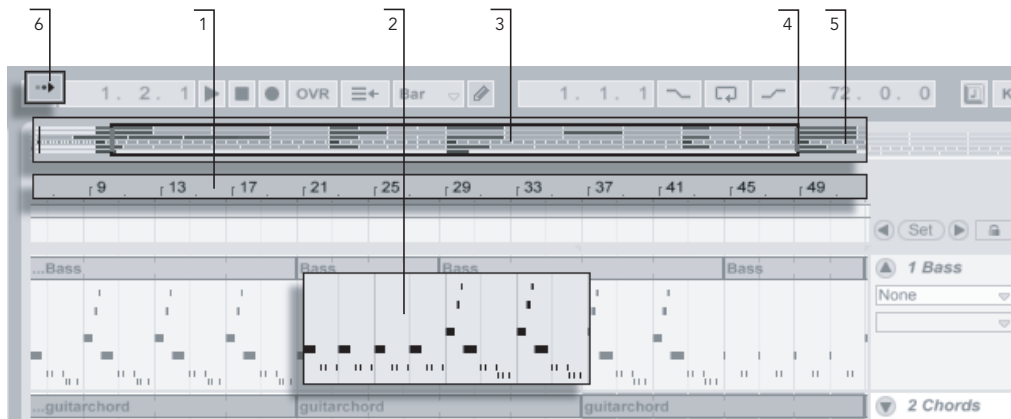 6 1 2 3 4 5
1. 2. 1 OVR Bar 1. 1. 1 72. 0. 0 K
9 13 17 21 25 29 33 37 41 45 49
Set
...Bass Bass Bass Bass 1 Bass
None
...guitarchord guitarchord guitarchord 2 Chords